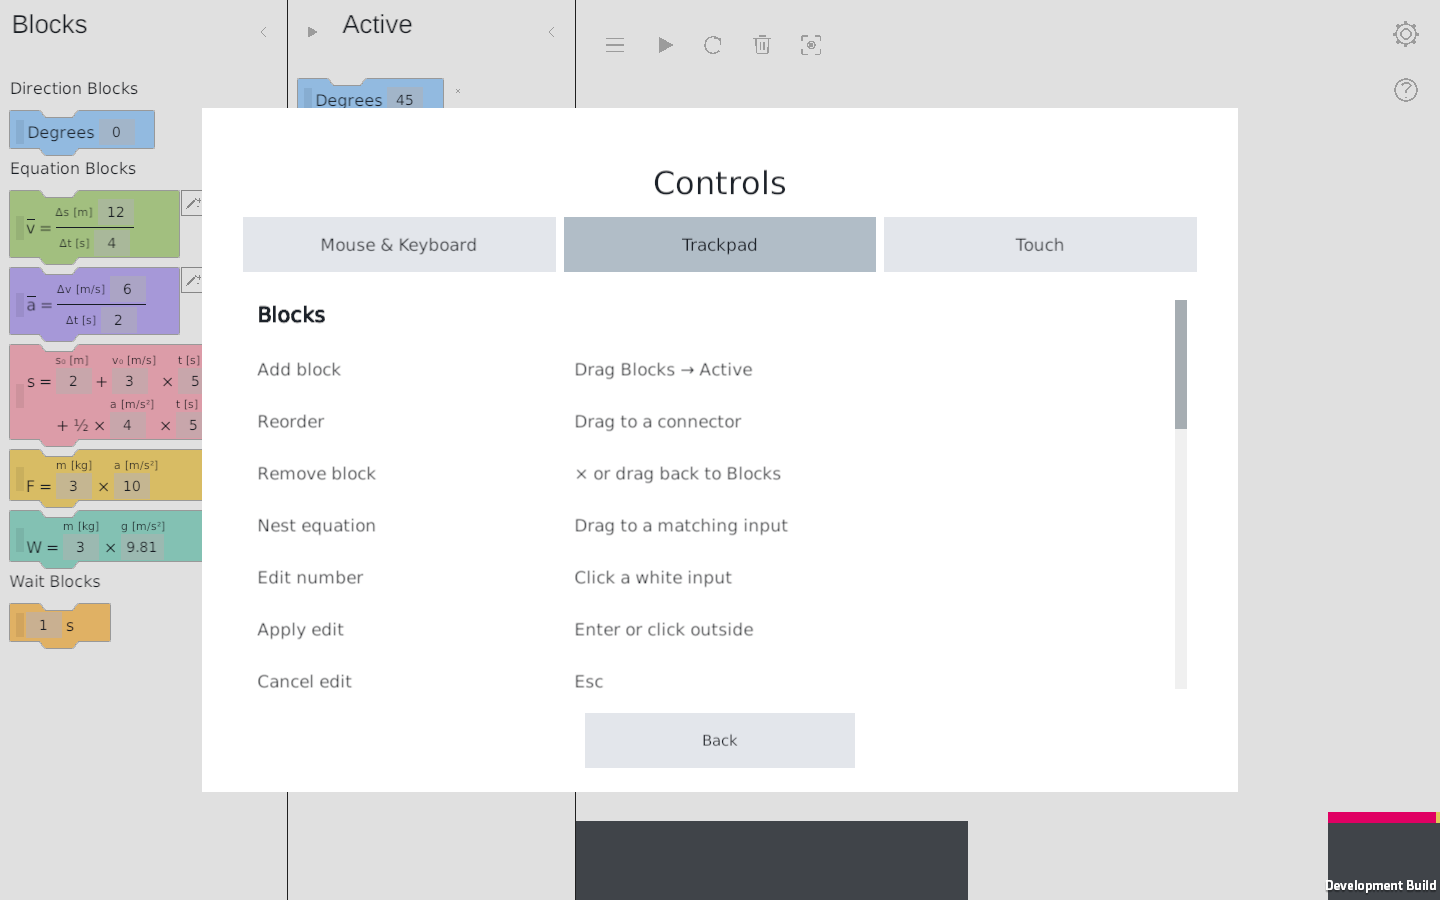 Blocks
Active
Direction Blocks
Degrees 0
Degrees 45
Equation Blocks
Δs [m] 12
v =
Δt [s] 4
Δv [m/s] 6
a =
Δt [s] 2
s₀ [m] v₀ [m/s] t [s]
s = 2 + 3 × 5
a [m/s²] t [s]
+ ½ × 4 × 5
m [kg] a [m/s²]
F = 3 × 10
m [kg] g [m/s²]
W = 3 × 9.81
Wait Blocks
1 s
Controls
Mouse & Keyboard
Trackpad
Touch
Blocks
Add block Drag Blocks → Active
Reorder Drag to a connector
Remove block × or drag back to Blocks
Nest equation Drag to a matching input
Edit number Click a white input
Apply edit Enter or click outside
Cancel edit Esc
Back
Development Build